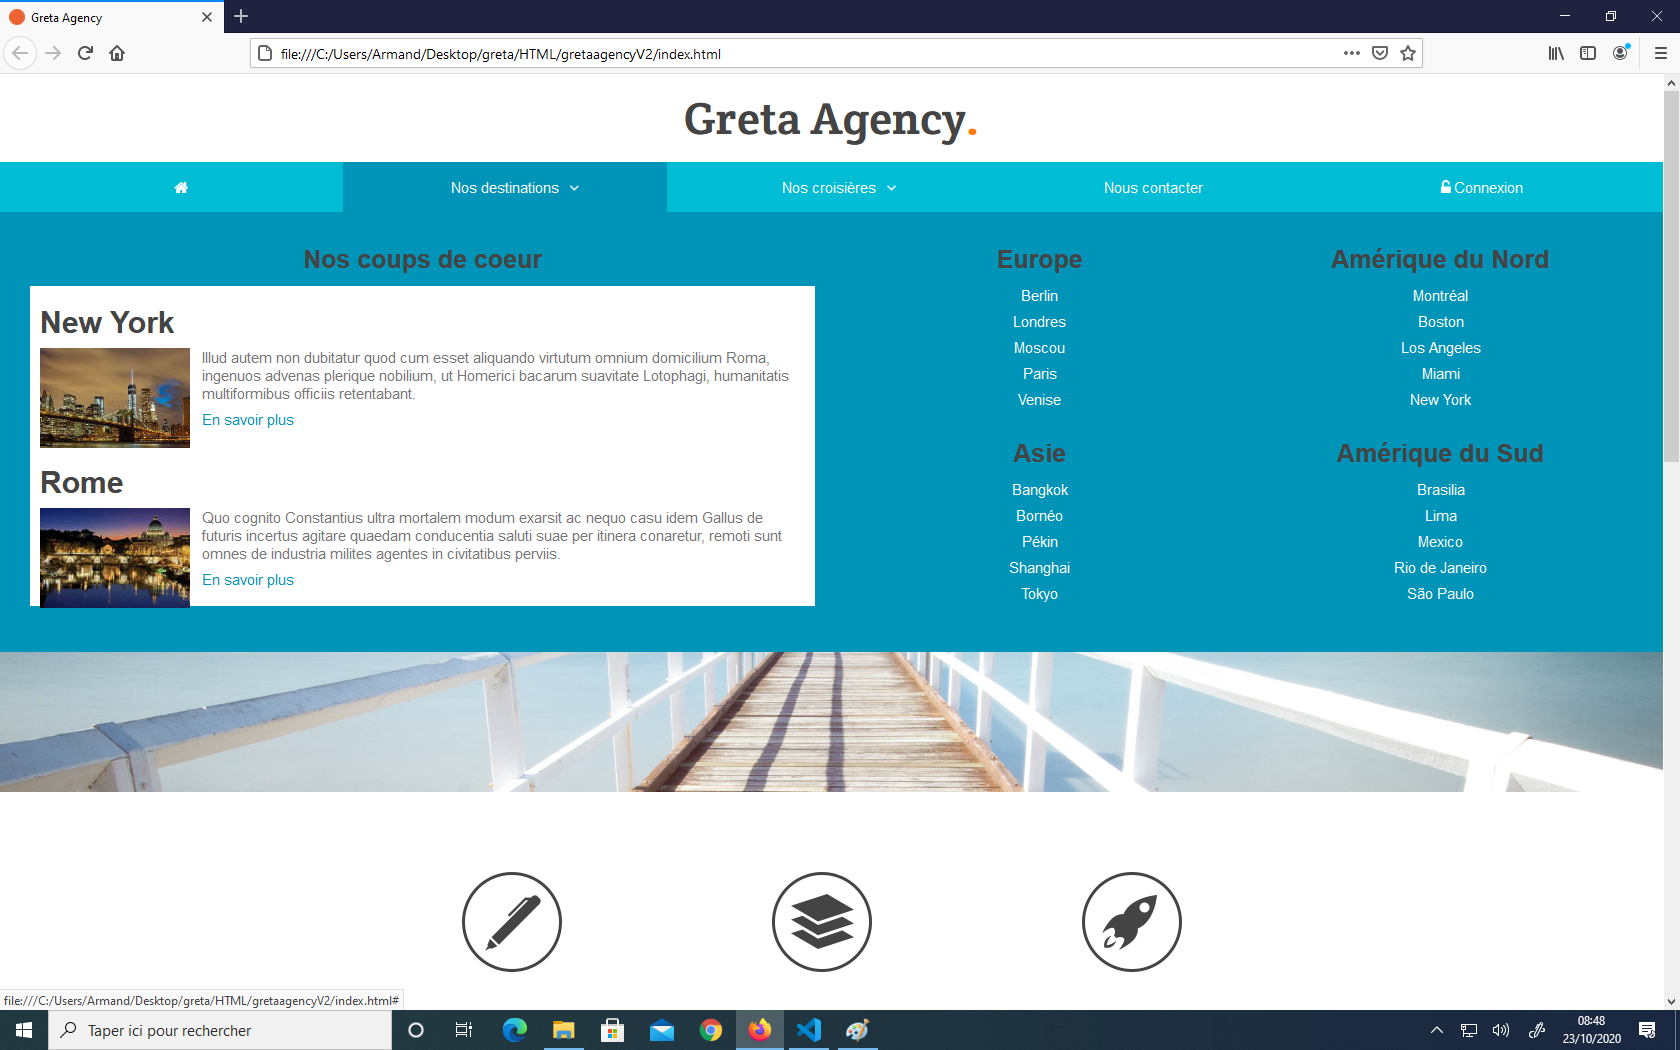 Greta Agency
file:///C:/Users/Armand/Desktop/greta/HTML/gretaagencyV2/index.html
Greta Agency.
Nos destinations
Nos croisières
Nous contacter
Connexion
Nos coups de coeur
New York
Illud autem non dubitatur quod cum esset aliquando virtutum omnium domicilium Roma,
ingenuos advenas plerique nobilium, ut Homerici bacarum suavitate Lotophagi, humanitatis
multiformibus officiis retentabant.
En savoir plus
Rome
Quo cognito Constantius ultra mortalem modum exarsit ac nequo casu idem Gallus de
futuris incertus agitare quaedam conducentia saluti suae per itinera conaretur, remoti sunt
omnes de industria milites agentes in civitatibus perviis.
En savoir plus
Europe
Berlin
Londres
Moscou
Paris
Venise
Amérique du Nord
Montréal
Boston
Los Angeles
Miami
New York
Asie
Bangkok
Bornéo
Pékin
Shanghai
Tokyo
Amérique du Sud
Brasilia
Lima
Mexico
Rio de Janeiro
São Paulo
file:///C:/Users/Armand/Desktop/greta/HTML/gretaagencyV2/index.html#
Taper ici pour rechercher
08:48
23/10/2020